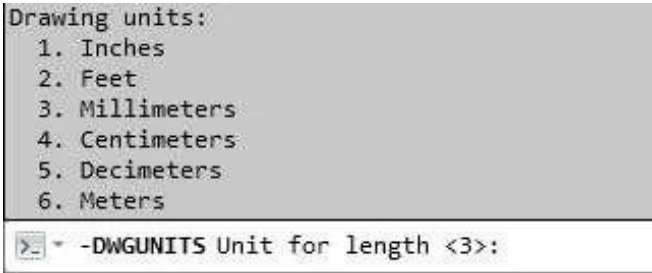 Drawing units:
1. Inches
2. Feet
3. Millimeters
4. Centimeters
5. Decimeters
6. Meters
-DWGUNITS Unit for length <3>: